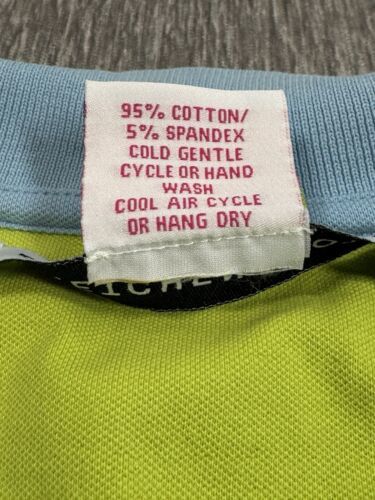 95% COTTON/
5% SPANDEX
COLD GENTLE
CYCLE OR HAND
WASH
COOL AIR CYCLE
OR HANG DRY